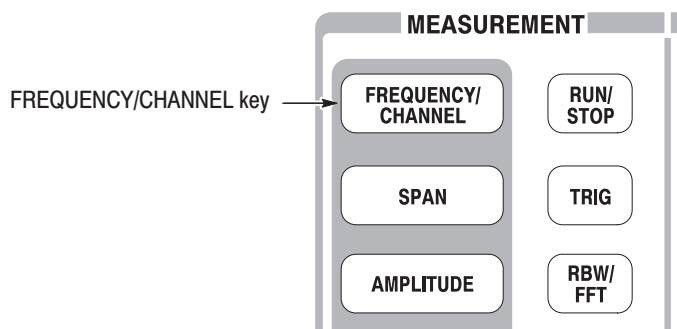 MEASUREMENT
FREQUENCY/CHANNEL key
FREQUENCY/
CHANNEL
RUN/
STOP
SPAN
TRIG
AMPLITUDE
RBW/
FFT